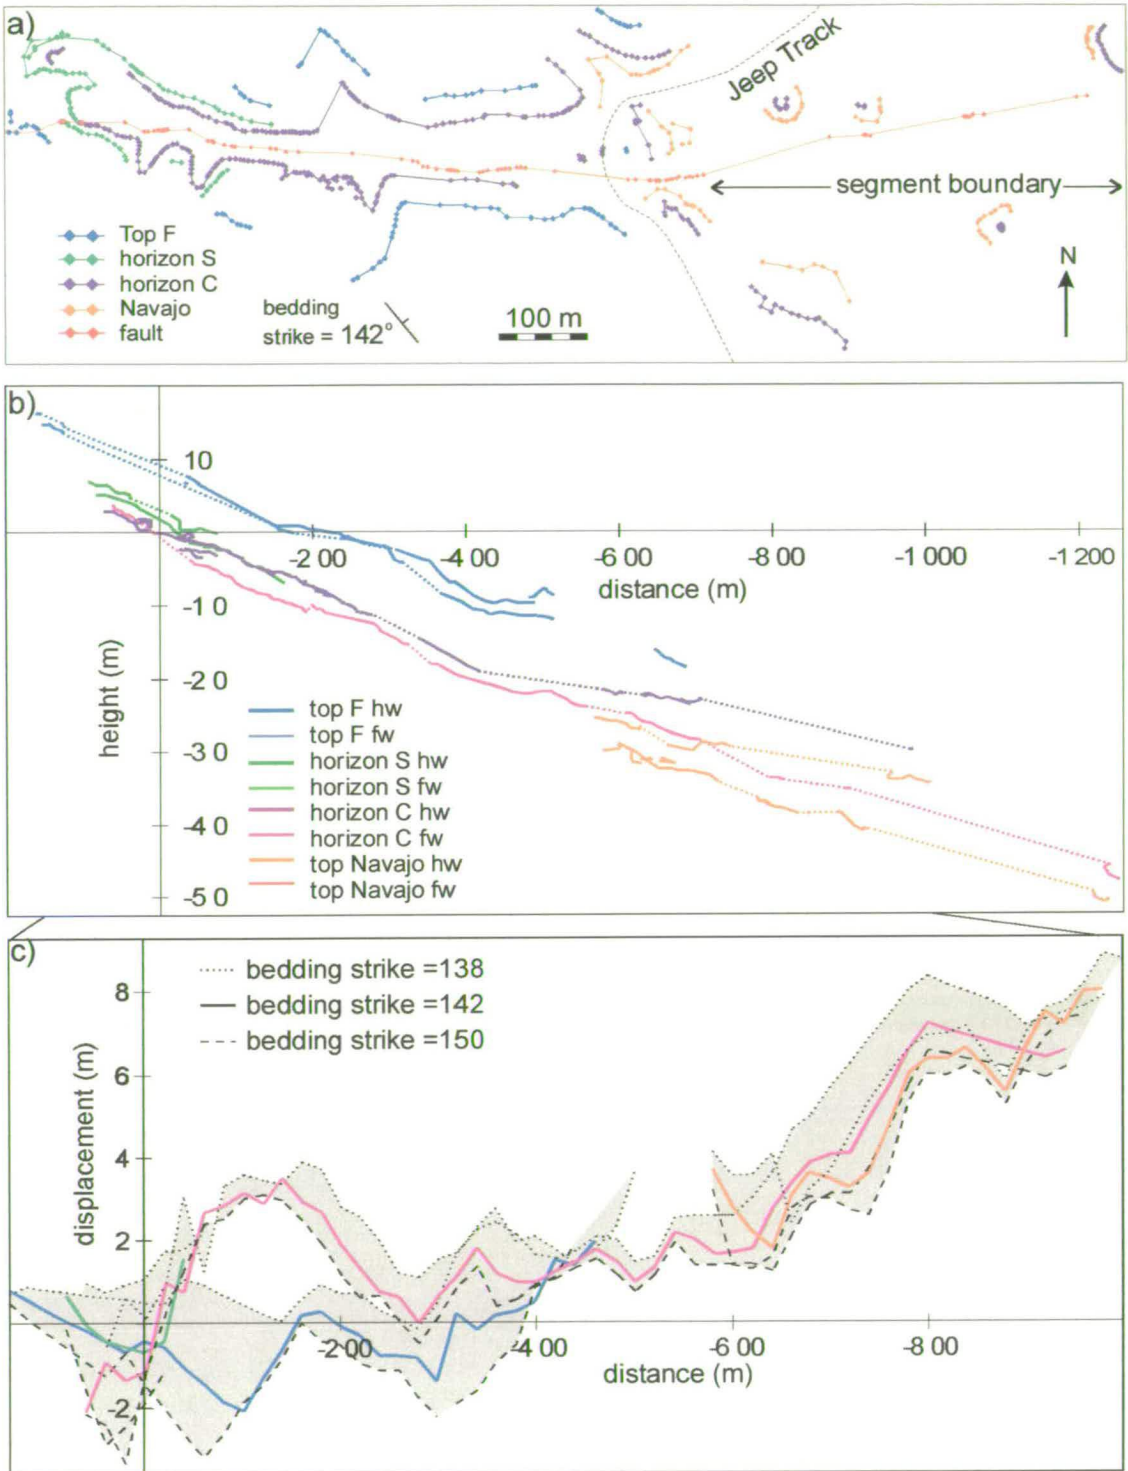 a)
Jeep Track
segment boundary
Top F
horizon S
horizon C
Navajo
fault
bedding
strike = 142°
100 m
N
b)
10
-200
-400
-600
-800
-1000
-1200
distance (m)
-10
-20
-30
-40
-50
height (m)
top F hw
top F fw
horizon S hw
horizon S fw
horizon C hw
horizon C fw
top Navajo hw
top Navajo fw
c)
bedding strike =138
bedding strike =142
bedding strike =150
8
6
4
2
-2
displacement (m)
-200
-400
-600
-800
distance (m)